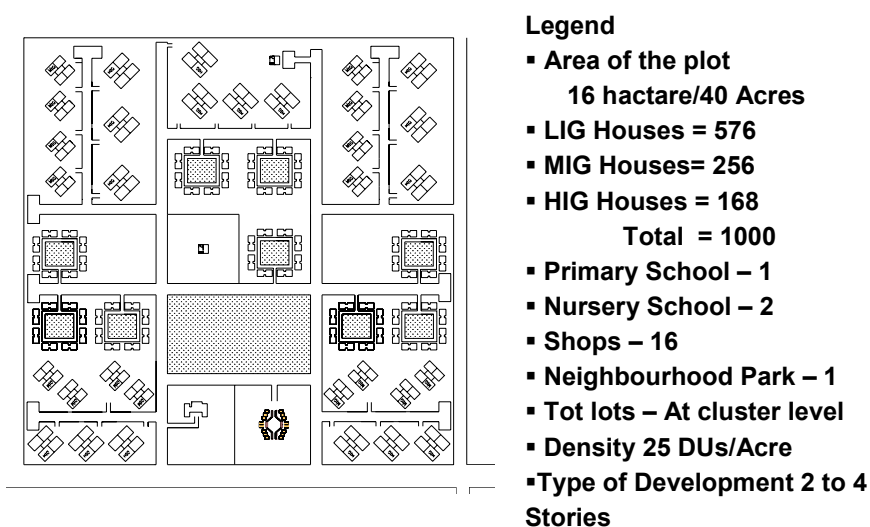 Legend
▪ Area of the plot
16 hactare/40 Acres
▪ LIG Houses = 576
▪ MIG Houses= 256
▪ HIG Houses = 168
Total = 1000
▪ Primary School – 1
▪ Nursery School – 2
▪ Shops – 16
▪ Neighbourhood Park – 1
▪ Tot lots – At cluster level
▪ Density 25 DUs/Acre
▪Type of Development 2 to 4
Stories